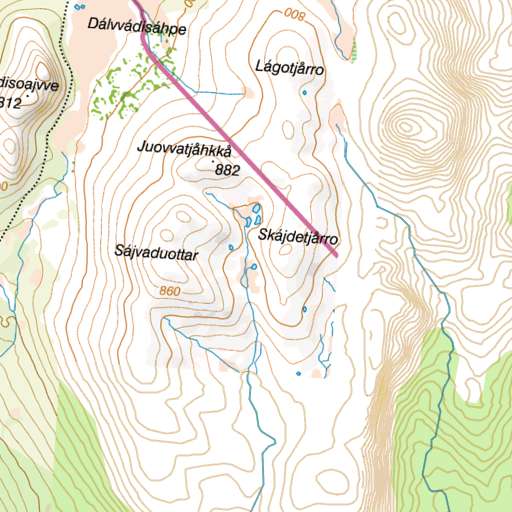 008
Dálvvádisáhpe
Lágotjårro
disoajvve
812
Juovvatjåhkkå
882
Skájdetjårro
Sájvaduottar
860